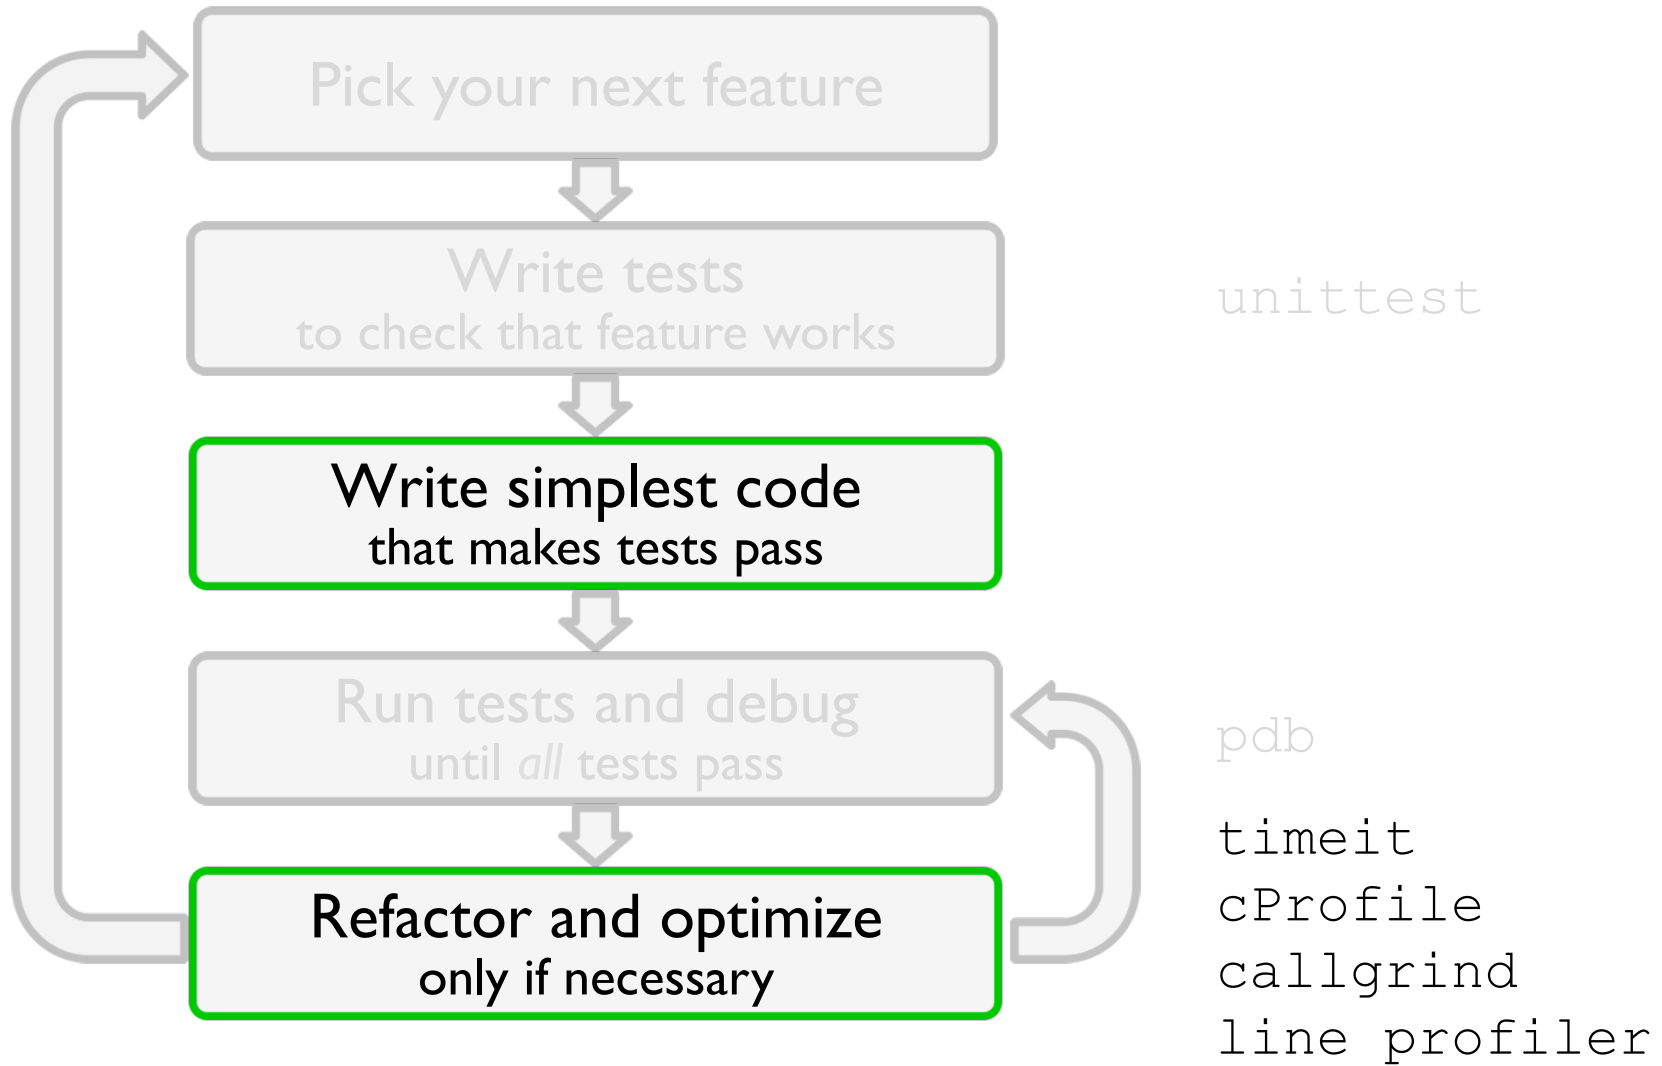 Pick your next feature
Write tests
to check that feature works
unittest
Write simplest code
that makes tests pass
Run tests and debug
until all tests pass
pdb
timeit
Refactor and optimize
only if necessary
cProfile
callgrind
line profiler